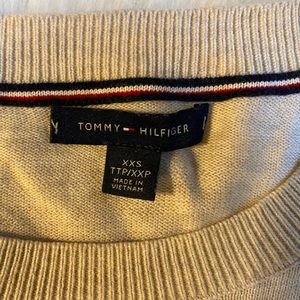 TOMMY HILFIGER
XXS
TTP/XXP
MADE IN
VIETNAM